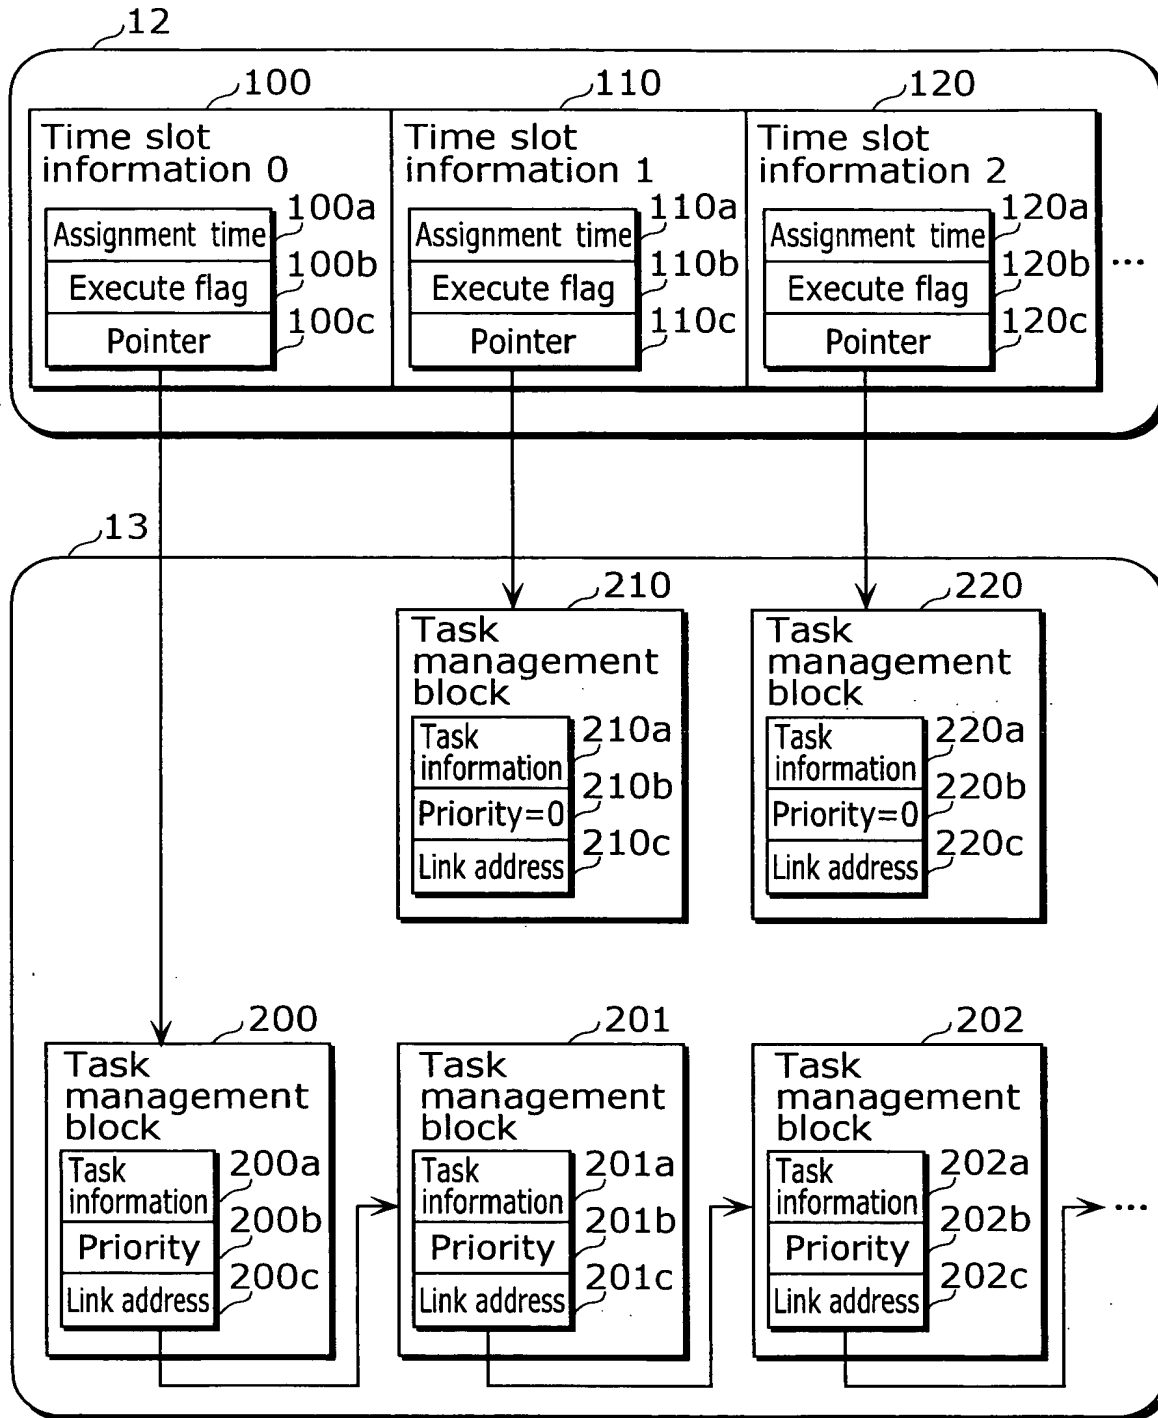 12
100
110
120
Time slot
information 0
Time slot
information 1
Time slot
information 2
100a
Assignment time
100b
Execute flag
100c
Pointer
110a
Assignment time
110b
Execute flag
110c
Pointer
120a
Assignment time
120b
Execute flag
120c
Pointer
...
13
210
Task
management
block
210a
Task
information
210b
Priority=0
210c
Link address
220
Task
management
block
220a
Task
information
220b
Priority=0
220c
Link address
200
Task
management
block
200a
Task
information
200b
Priority
200c
Link address
201
Task
management
block
201a
Task
information
201b
Priority
201c
Link address
202
Task
management
block
202a
Task
information
202b
Priority
202c
Link address
...